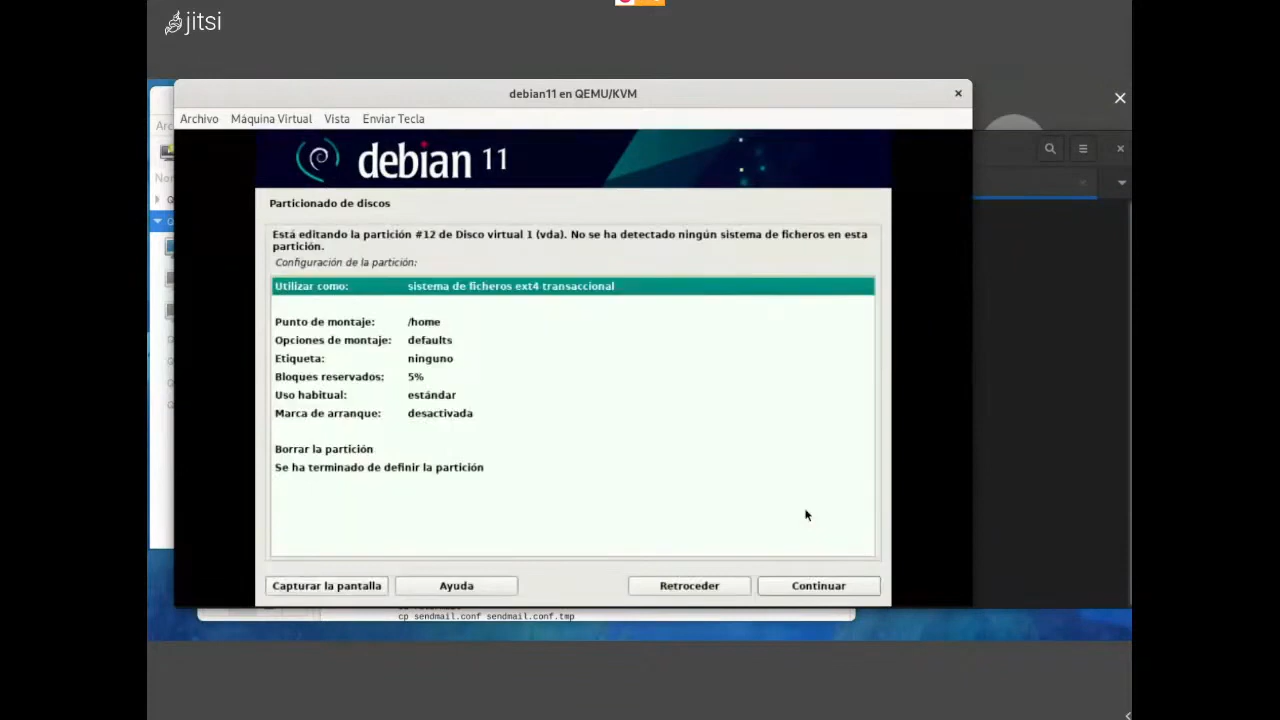 jitsi
debian11 en QEMU/KVM
Archivo Máquina Virtual Vista Enviar Tecla
debian 11
Particionado de discos
Está editando la partición #12 de Disco virtual 1 (vda). No se ha detectado ningún sistema de ficheros en esta
partición.
Configuración de la partición:
Utilizar como: sistema de ficheros ext4 transaccional
Punto de montaje: /home
Opciones de montaje: defaults
Etiqueta: ninguno
Bloques reservados: 5%
Uso habitual: estándar
Marca de arranque: desactivada
Borrar la partición
Se ha terminado de definir la partición
Capturar la pantalla Ayuda Retroceder Continuar
cp sendmail.conf sendmail.conf.tmp